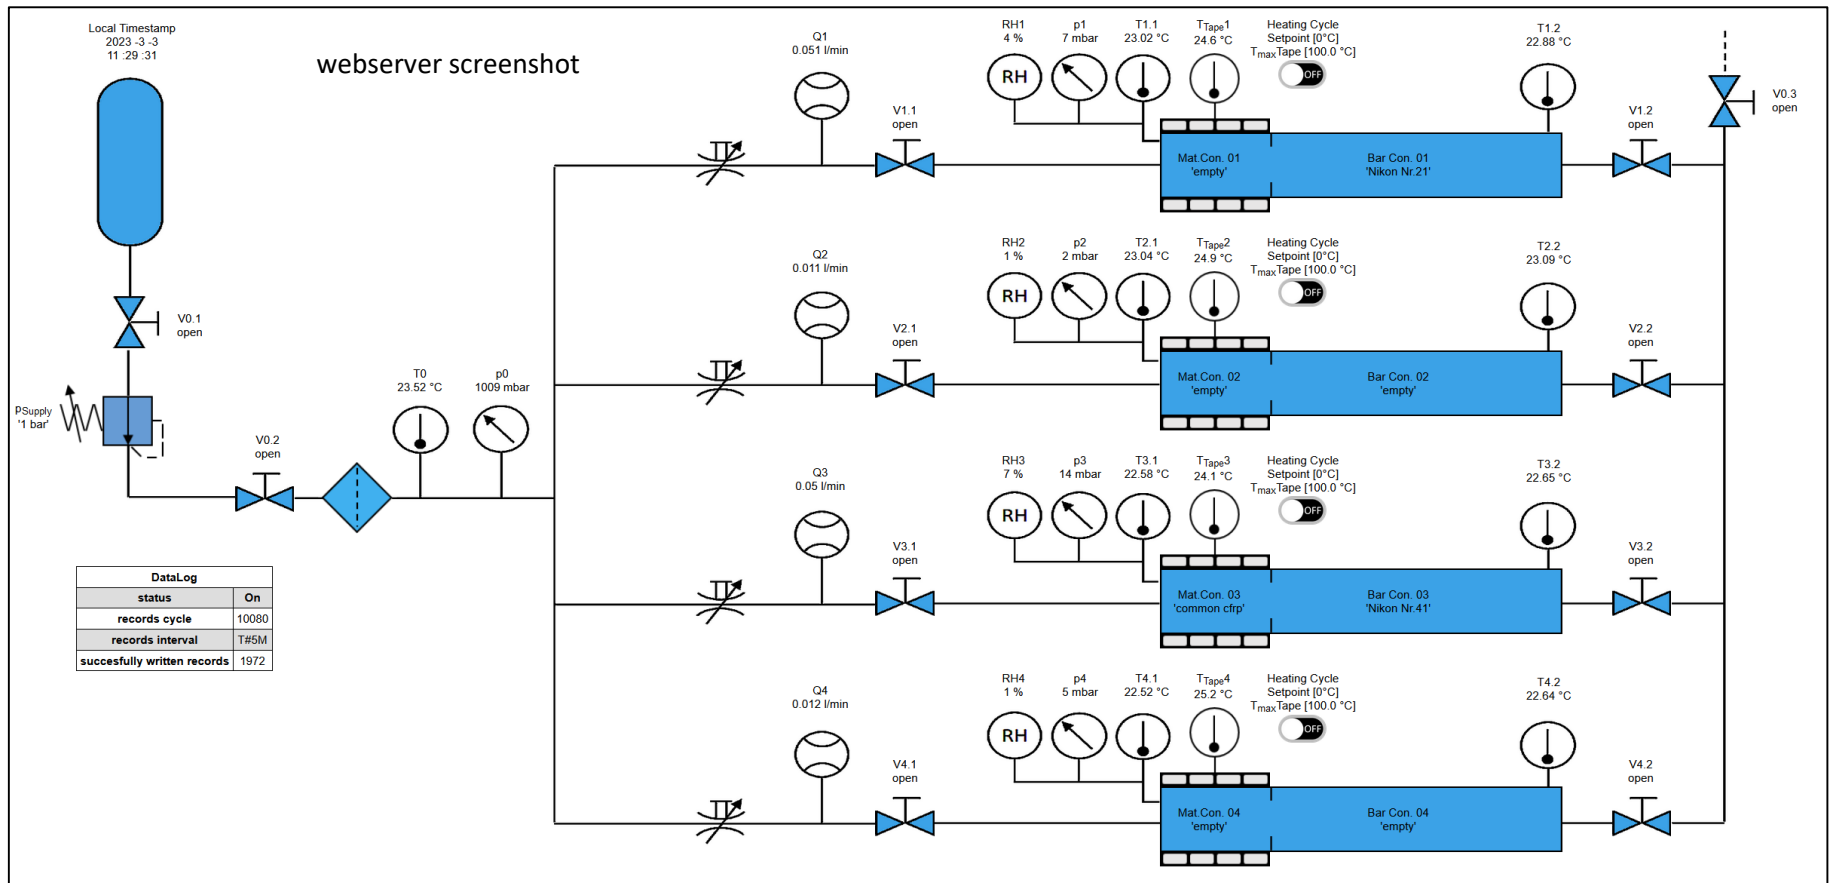 Local Timestamp
2023 -3 -3
11 :29 :31
webserver screenshot
V0.1
open
PSupply
'1 bar'
V0.2
open
T0
23.52 °C
p0
1009 mbar
DataLog
status On
records cycle 10080
records interval T#5M
succesfully written records 1972
Q1
0.051 l/min
V1.1
open
RH1
4 %
RH
p1
7 mbar
T1.1
23.02 °C
TTape1
24.6 °C
Heating Cycle
Setpoint [0°C]
TmaxTape [100.0 °C]
OFF
T1.2
22.88 °C
Mat.Con. 01
'empty'
Bar Con. 01
'Nikon Nr.21'
V1.2
open
V0.3
open
Q2
0.011 l/min
V2.1
open
RH2
1 %
RH
p2
2 mbar
T2.1
23.04 °C
TTape2
24.9 °C
Heating Cycle
Setpoint [0°C]
TmaxTape [100.0 °C]
OFF
T2.2
23.09 °C
Mat.Con. 02
'empty'
Bar Con. 02
'empty'
V2.2
open
Q3
0.05 l/min
V3.1
open
RH3
7 %
RH
p3
14 mbar
T3.1
22.58 °C
TTape3
24.1 °C
Heating Cycle
Setpoint [0°C]
TmaxTape [100.0 °C]
OFF
T3.2
22.65 °C
Mat.Con. 03
'common cfrp'
Bar Con. 03
'Nikon Nr.41'
V3.2
open
Q4
0.012 l/min
V4.1
open
RH4
1 %
RH
p4
5 mbar
T4.1
22.52 °C
TTape4
25.2 °C
Heating Cycle
Setpoint [0°C]
TmaxTape [100.0 °C]
OFF
T4.2
22.64 °C
Mat.Con. 04
'empty'
Bar Con. 04
'empty'
V4.2
open